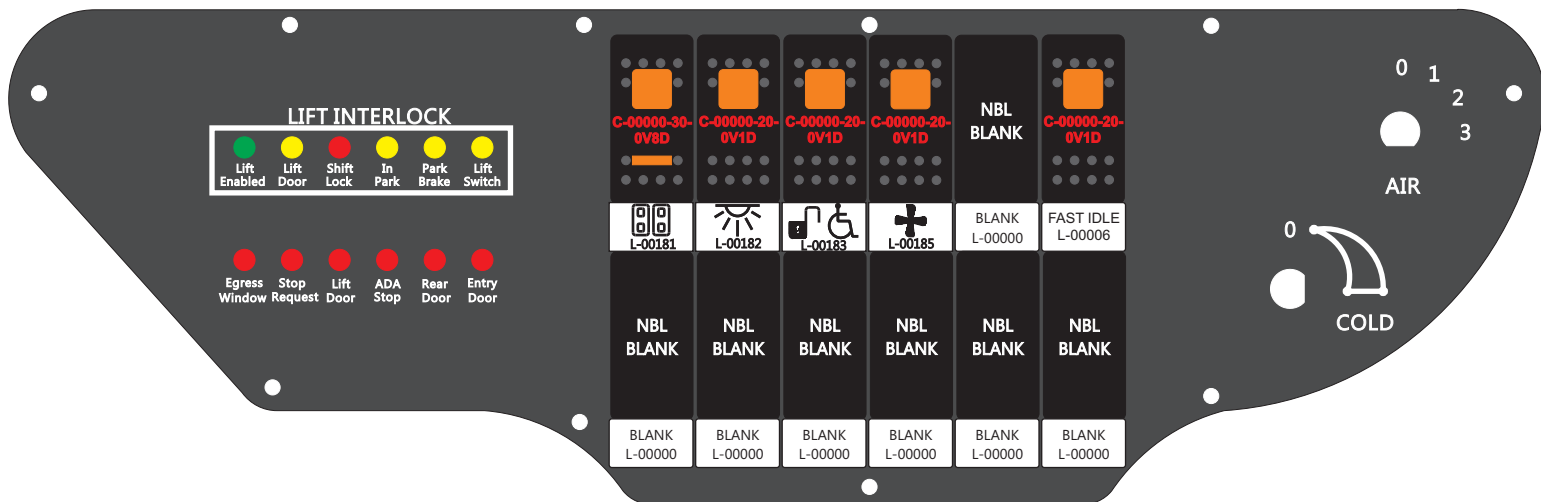 LIFT INTERLOCK
Lift
Enabled
Lift
Door
Shift
Lock
In
Park
Park
Brake
Lift
Switch
Egress
Window
Stop
Request
Lift
Door
ADA
Stop
Rear
Door
Entry
Door
C-00000-30-
0V8D
C-00000-20-
0V1D
C-00000-20-
0V1D
C-00000-20-
0V1D
NBL
BLANK
C-00000-20-
0V1D
L-00181
L-00182
L-00183
L-00185
BLANK
L-00000
FAST IDLE
L-00006
NBL
BLANK
NBL
BLANK
NBL
BLANK
NBL
BLANK
NBL
BLANK
NBL
BLANK
BLANK
L-00000
BLANK
L-00000
BLANK
L-00000
BLANK
L-00000
BLANK
L-00000
BLANK
L-00000
0
1
2
3
AIR
0
COLD